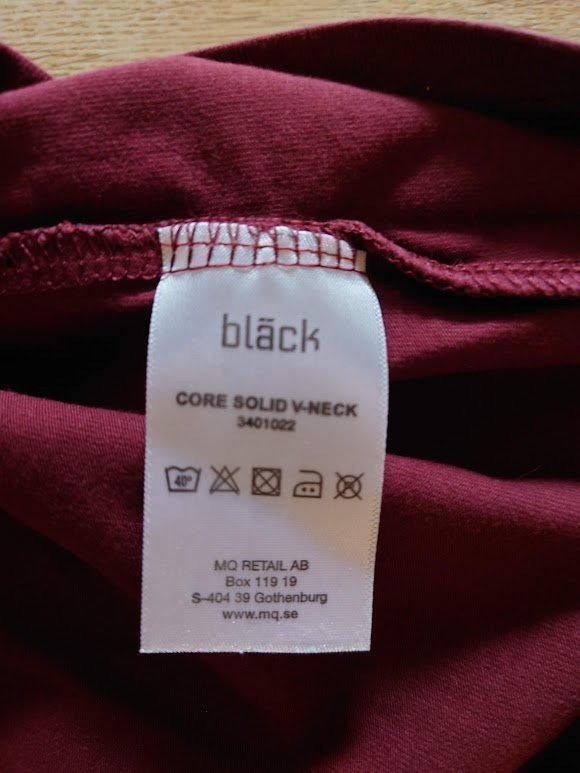 bläck
CORE SOLID V-NECK
3401022
40°
MQ RETAIL AB
Box 119 19
S-404 39 Gothenburg
www.mq.se